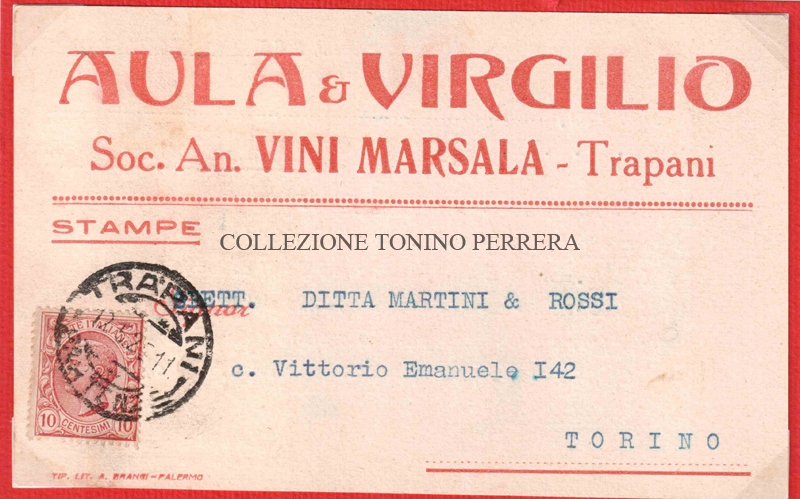 AULA & VIRGILIO
Soc. An. VINI MARSALA - Trapani
STAMPE
COLLEZIONE TONINO PERRERA
SPETT. DITTA MARTINI & ROSSI
c. Vittorio Emanuele I42
TORINO
TRAPANI
10 CENTESIMI 10
TIP. LIT. A. BRANGI-PALERMO